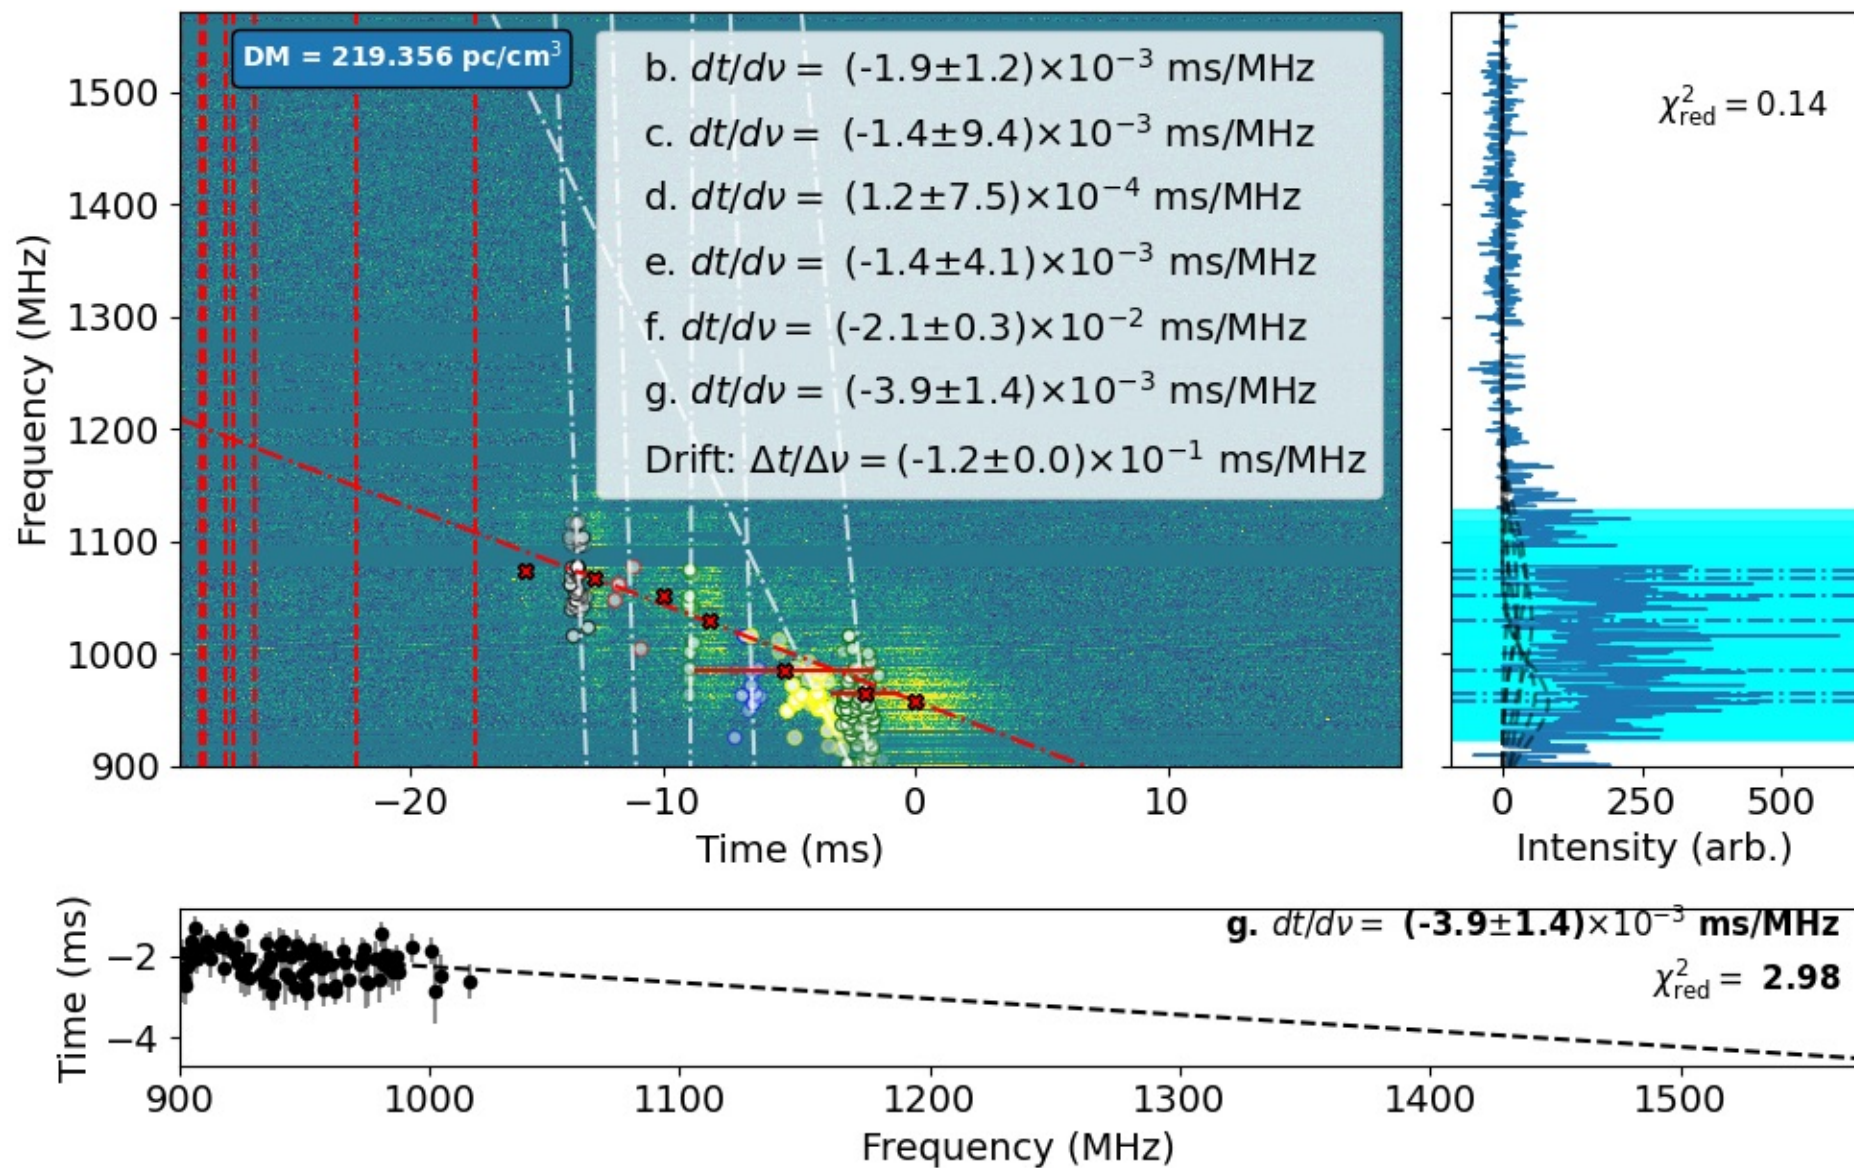 DM = 219.356 pc/cm³
b. dt/dν = (-1.9±1.2)×10⁻³ ms/MHz
c. dt/dν = (-1.4±9.4)×10⁻³ ms/MHz
d. dt/dν = (1.2±7.5)×10⁻⁴ ms/MHz
e. dt/dν = (-1.4±4.1)×10⁻³ ms/MHz
f. dt/dν = (-2.1±0.3)×10⁻² ms/MHz
g. dt/dν = (-3.9±1.4)×10⁻³ ms/MHz
Drift: Δt/Δν = (-1.2±0.0)×10⁻¹ ms/MHz
Frequency (MHz)
1500
1400
1300
1200
1100
1000
900
−20 −10 0 10
Time (ms)
χ²red = 0.14
0 250 500
Intensity (arb.)
Time (ms)
−2
−4
g. dt/dν = (-3.9±1.4)×10⁻³ ms/MHz
χ²red = 2.98
900 1000 1100 1200 1300 1400 1500
Frequency (MHz)